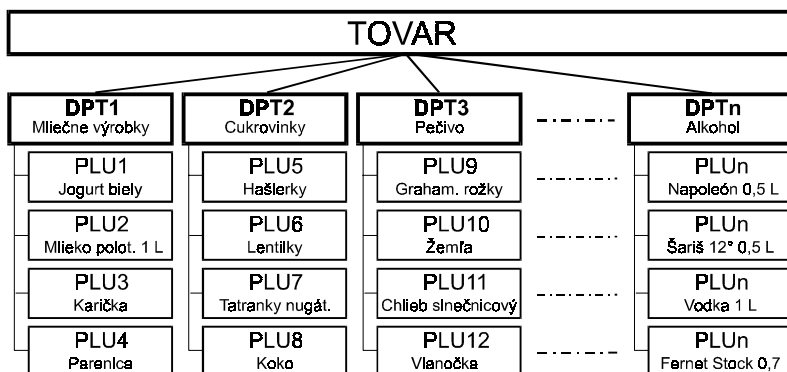 TOVAR
DPT1
Mliečne výrobky
PLU1
Jogurt biely
PLU2
Mlieko polot. 1 L
PLU3
Karička
PLU4
Parenica
DPT2
Cukrovinky
PLU5
Hašlerky
PLU6
Lentilky
PLU7
Tatranky nugát.
PLU8
Koko
DPT3
Pečivo
PLU9
Graham. rožky
PLU10
Žemľa
PLU11
Chlieb slnečnicový
PLU12
Vianočka
DPTn
Alkohol
PLUn
Napoleón 0,5 L
PLUn
Šariš 12° 0,5 L
PLUn
Vodka 1 L
PLUn
Fernet Stock 0,7